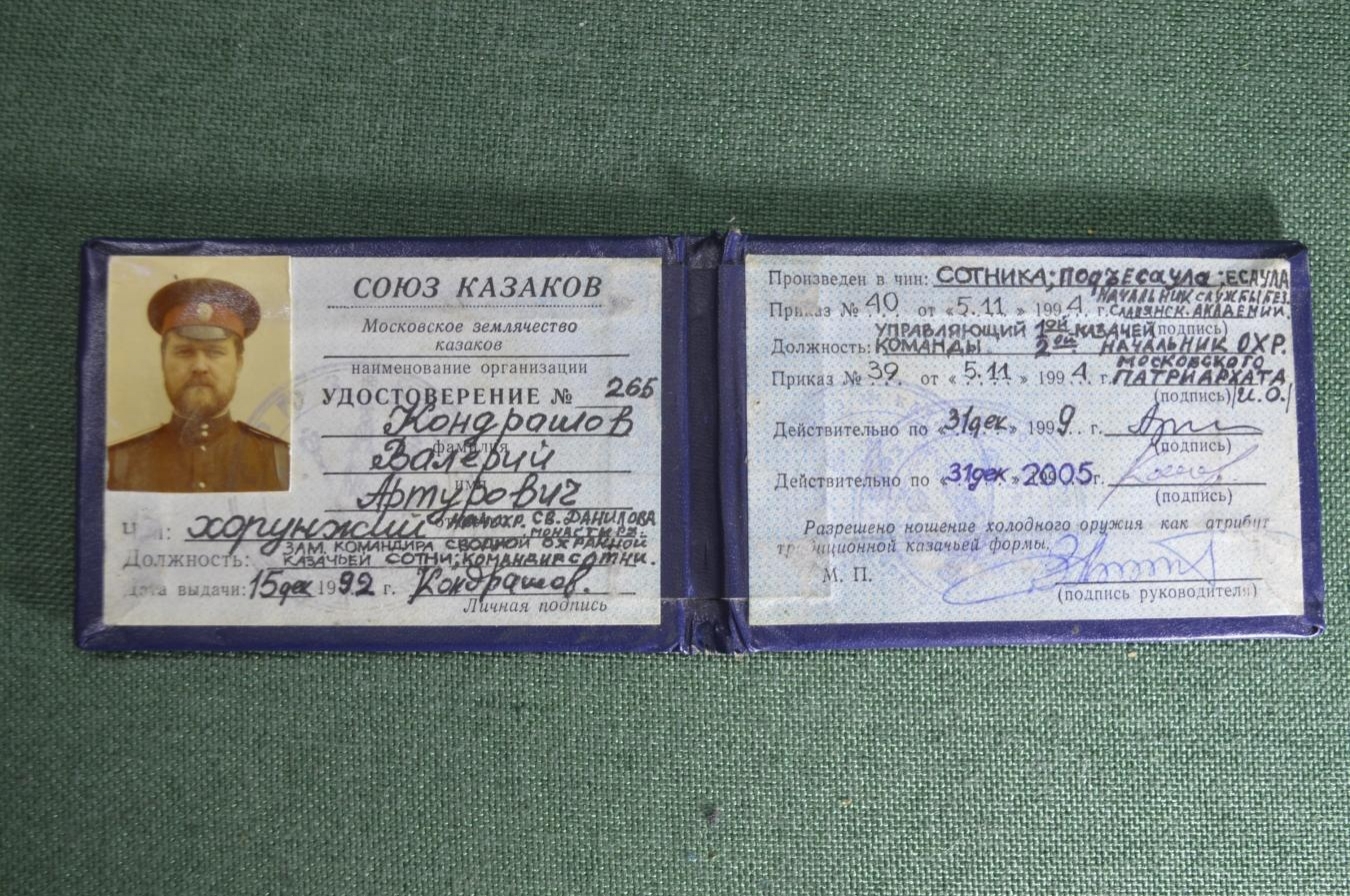 СОЮЗ КАЗАКОВ
Московское землячество
казаков
наименование организации
УДОСТОВЕРЕНИЕ № 265
Кондрашов
фамилия
Валерий
имя
Артурович
Чин: хорунжий НАЧ. ОХР. СВ. ДАНИЛОВА
МОНАСТЫРЯ.
ЗАМ. КОМАНДИРА СВОДНОЙ ОХРАННОЙ
Должность: КАЗАЧЬЕЙ СОТНИ; КОМАНДИР СОТНИ.
Дата выдачи: 15 дек 1992 г. Кондрашов.
Личная подпись
Произведен в чин: СОТНИКА; ПОДЪЕСАУЛА; ЕСАУЛА
НАЧАЛЬНИК СЛУЖБЫ БЕЗ.
Приказ № 40. от «5.11» 1994. г. СЛАВЯНСК. АКАДЕМИИ.
УПРАВЛЯЮЩИЙ 1ой КАЗАЧЕЙ (подпись)
Должность: КОМАНДЫ 2ой НАЧАЛЬНИК ОХР.
МОСКОВСКОГО
Приказ № 39. от «5.11» 1994. г. ПАТРИАРХАТА
(подпись) /И.О./
Действительно по «31 дек» 1999. г.
(подпись)
Действительно по «31 дек» 2005 г.
(подпись)
Разрешено ношение холодного оружия как атрибут
традиционной казачьей формы.
М. П.
(подпись руководителя)